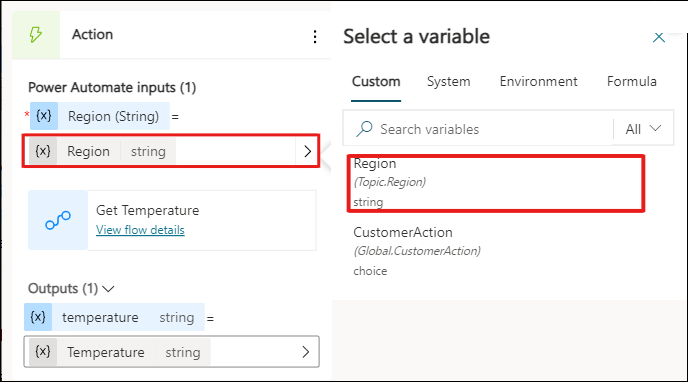 Action
Power Automate inputs (1)
* {x} Region (String) =
{x} Region string
Get Temperature
View flow details
Outputs (1)
{x} temperature string =
{x} Temperature string
Select a variable
Custom System Environment Formula
Search variables All
Region
(Topic.Region)
string
CustomerAction
(Global.CustomerAction)
choice